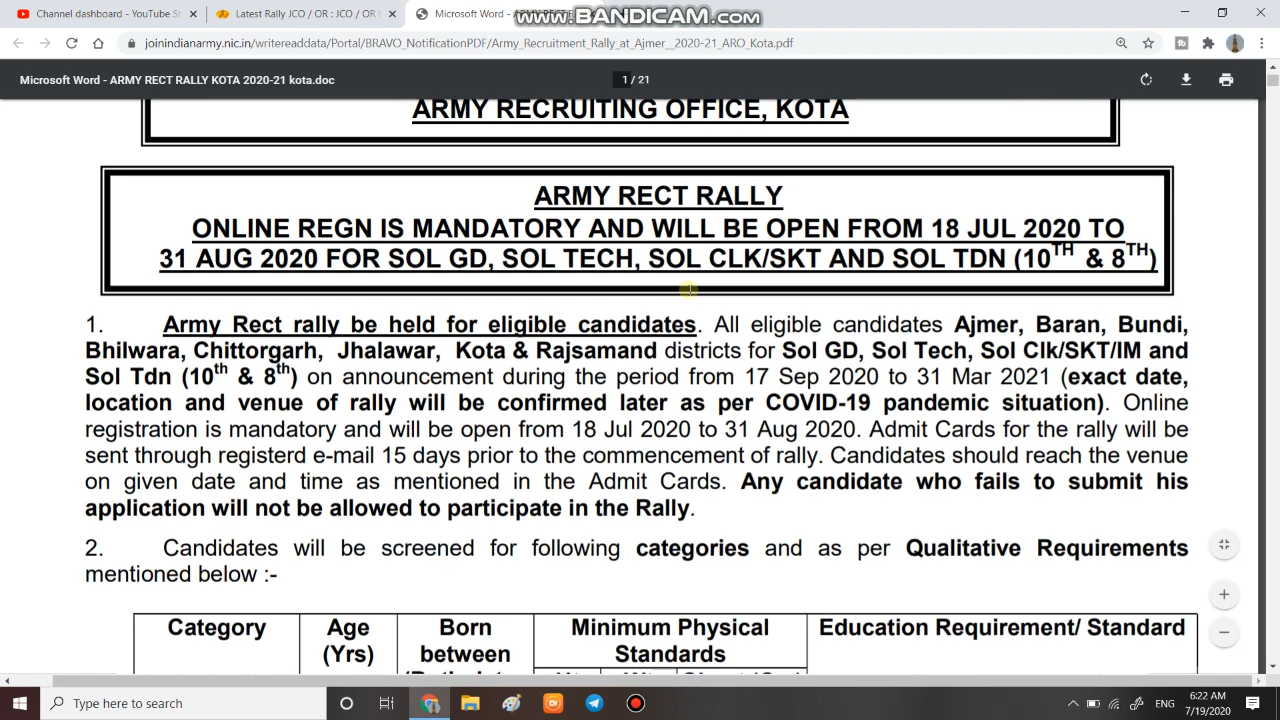 Channel dashboard - YouTube St
Latest Rally JCO / OR : JCO / OR
Microsoft Word - ARMY RECT R
www.BANDICAM.com
joinindianarmy.nic.in/writereaddata/Portal/BRAVO_NotificationPDF/Army_Recruitment_Rally_at_Ajmer__2020-21_ARO_Kota.pdf
Microsoft Word - ARMY RECT RALLY KOTA 2020-21 kota.doc
1 / 21
ARMY RECRUITING OFFICE, KOTA
ARMY RECT RALLY
ONLINE REGN IS MANDATORY AND WILL BE OPEN FROM 18 JUL 2020 TO
31 AUG 2020 FOR SOL GD, SOL TECH, SOL CLK/SKT AND SOL TDN (10TH & 8TH)
1. Army Rect rally be held for eligible candidates. All eligible candidates Ajmer, Baran, Bundi,
Bhilwara, Chittorgarh, Jhalawar, Kota & Rajsamand districts for Sol GD, Sol Tech, Sol Clk/SKT/IM and
Sol Tdn (10th & 8th) on announcement during the period from 17 Sep 2020 to 31 Mar 2021 (exact date,
location and venue of rally will be confirmed later as per COVID-19 pandemic situation). Online
registration is mandatory and will be open from 18 Jul 2020 to 31 Aug 2020. Admit Cards for the rally will be
sent through registerd e-mail 15 days prior to the commencement of rally. Candidates should reach the venue
on given date and time as mentioned in the Admit Cards. Any candidate who fails to submit his
application will not be allowed to participate in the Rally.
2. Candidates will be screened for following categories and as per Qualitative Requirements
mentioned below :-
Category
Age
(Yrs)
Born
between
Minimum Physical
Standards
Education Requirement/ Standard
Type here to search
ENG
6:22 AM
7/19/2020